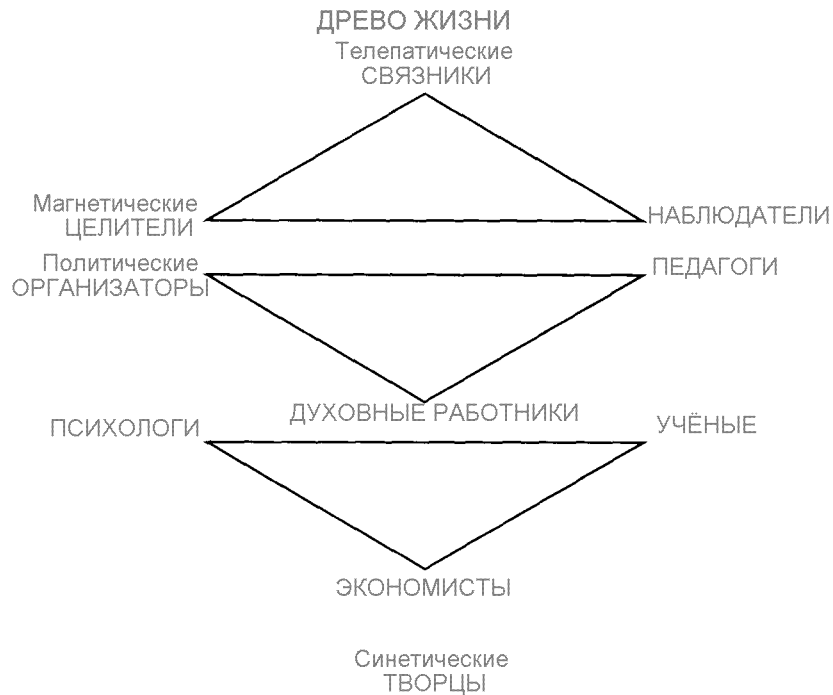 ДРЕВО ЖИЗНИ
Телепатические
СВЯЗНИКИ
Магнетические
ЦЕЛИТЕЛИ
НАБЛЮДАТЕЛИ
Политические
ОРГАНИЗАТОРЫ
ПЕДАГОГИ
ДУХОВНЫЕ РАБОТНИКИ
ПСИХОЛОГИ
УЧЁНЫЕ
ЭКОНОМИСТЫ
Синетические
ТВОРЦЫ